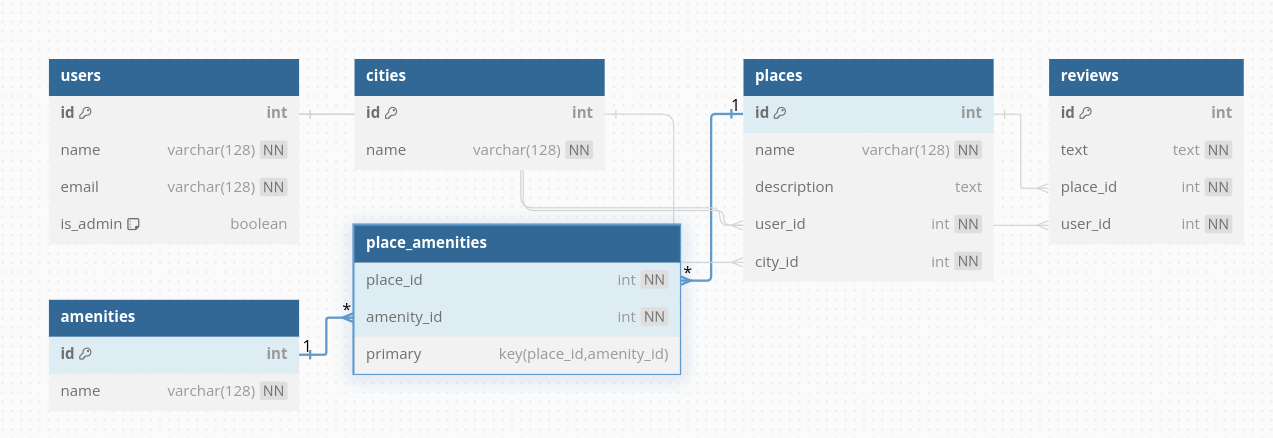 users
id int
name varchar(128) NN
email varchar(128) NN
is_admin boolean
cities
id int
name varchar(128) NN
places
1
id int
name varchar(128) NN
description text
user_id int NN
city_id int NN
reviews
id int
text text NN
place_id int NN
user_id int NN
place_amenities
place_id int NN
*
amenity_id int NN
primary key(place_id,amenity_id)
amenities
*
1
id int
name varchar(128) NN